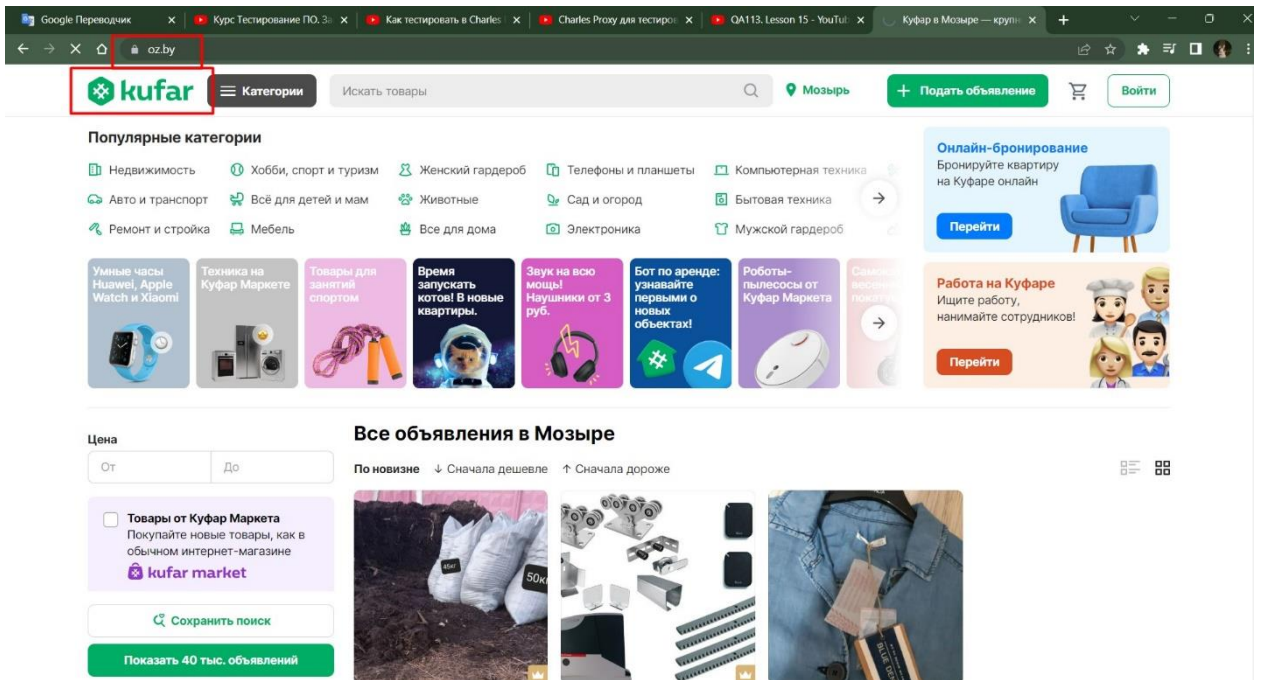 Google Переводчик
Курс Тестирование ПО. За
Как тестировать в Charles
Charles Proxy для тестиров
QA113. Lesson 15 - YouTub
Куфар в Мозыре — крупн
oz.by
kufar
Категории
Искать товары
Мозырь
Подать объявление
Войти
Популярные категории
Недвижимость
Хобби, спорт и туризм
Женский гардероб
Телефоны и планшеты
Компьютерная техника
Авто и транспорт
Всё для детей и мам
Животные
Сад и огород
Бытовая техника
Ремонт и стройка
Мебель
Все для дома
Электроника
Мужской гардероб
Онлайн-бронирование
Бронируйте квартиру
на Куфаре онлайн
Перейти
Умные часы
Huawei, Apple
Watch и Xiaomi
Техника на
Куфар Маркете
Товары для
занятий
спортом
Время
запускать
котов! В новые
квартиры.
Звук на всю
мощь!
Наушники от 3
руб.
Бот по аренде:
узнавайте
первыми о
новых
объектах!
Роботы-
пылесосы от
Куфар Маркета
Работа на Куфаре
Ищите работу,
нанимайте сотрудников!
Перейти
Цена
От
До
Товары от Куфар Маркета
Покупайте новые товары, как в
обычном интернет-магазине
kufar market
Сохранить поиск
Показать 40 тыс. объявлений
Все объявления в Мозыре
По новизне
Сначала дешевле
Сначала дороже
45кг
50кг